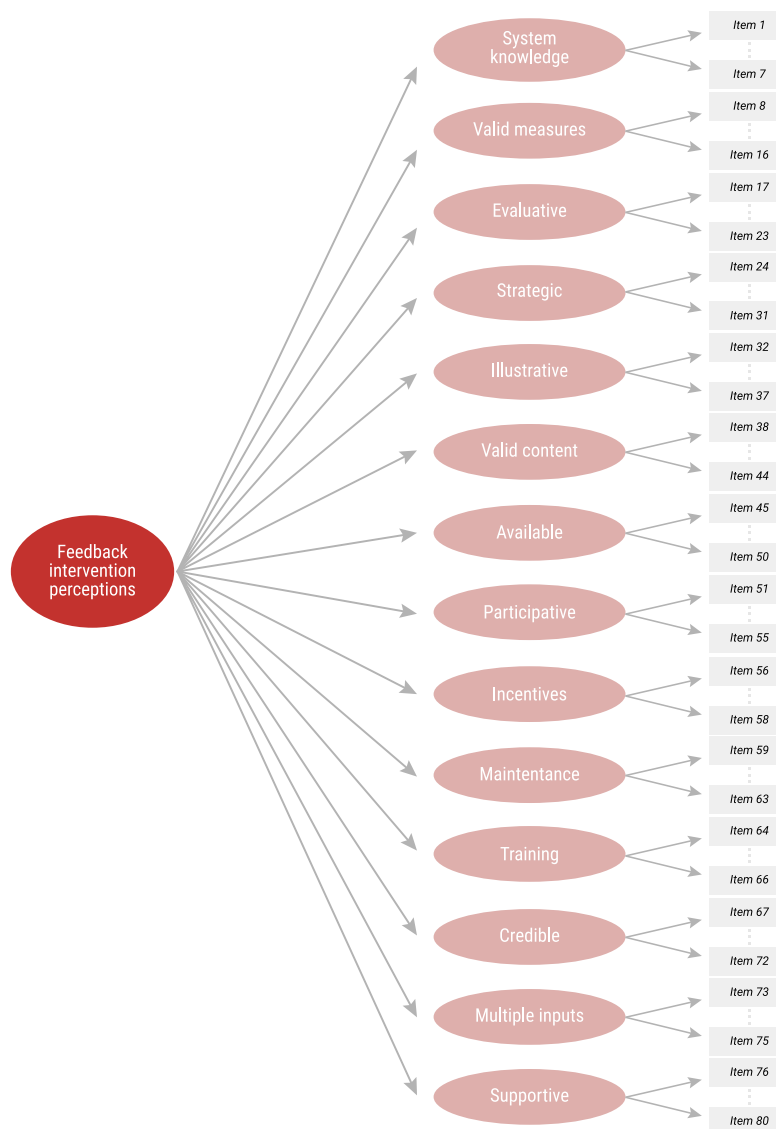 System
knowledge
Item 1
Item 7
Valid measures
Item 8
Item 16
Evaluative
Item 17
Item 23
Strategic
Item 24
Item 31
Illustrative
Item 32
Item 37
Valid content
Item 38
Item 44
Available
Item 45
Item 50
Feedback
intervention
perceptions
Participative
Item 51
Item 55
Incentives
Item 56
Item 58
Maintentance
Item 59
Item 63
Training
Item 64
Item 66
Credible
Item 67
Item 72
Multiple inputs
Item 73
Item 75
Supportive
Item 76
Item 80